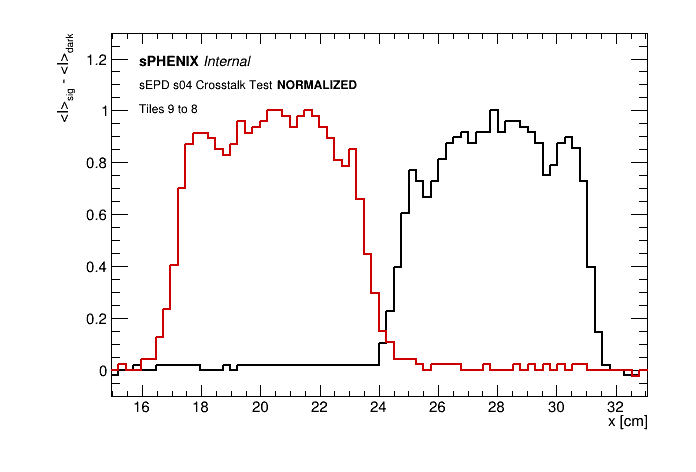 <I>sig - <I>dark
sPHENIX Internal
sEPD s04 Crosstalk Test NORMALIZED
Tiles 9 to 8
1.2
1
0.8
0.6
0.4
0.2
0
16 18 20 22 24 26 28 30 32
x [cm]